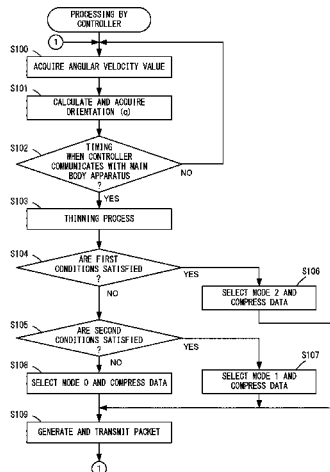 PROCESSING BY
CONTROLLER
1
S100
ACQUIRE ANGULAR VELOCITY VALUE
S101
CALCULATE AND ACQUIRE
ORIENTATION (q)
S102
TIMING
WHEN CONTROLLER
COMMUNICATES WITH MAIN
BODY APPARATUS
?
NO
YES
S103
THINNING PROCESS
S104
ARE FIRST
CONDITIONS SATISFIED
?
YES
NO
S106
SELECT MODE 2 AND
COMPRESS DATA
S105
ARE SECOND
CONDITIONS SATISFIED
?
YES
NO
S107
SELECT MODE 1 AND
COMPRESS DATA
S108
SELECT MODE 0 AND COMPRESS DATA
S109
GENERATE AND TRANSMIT PACKET
1